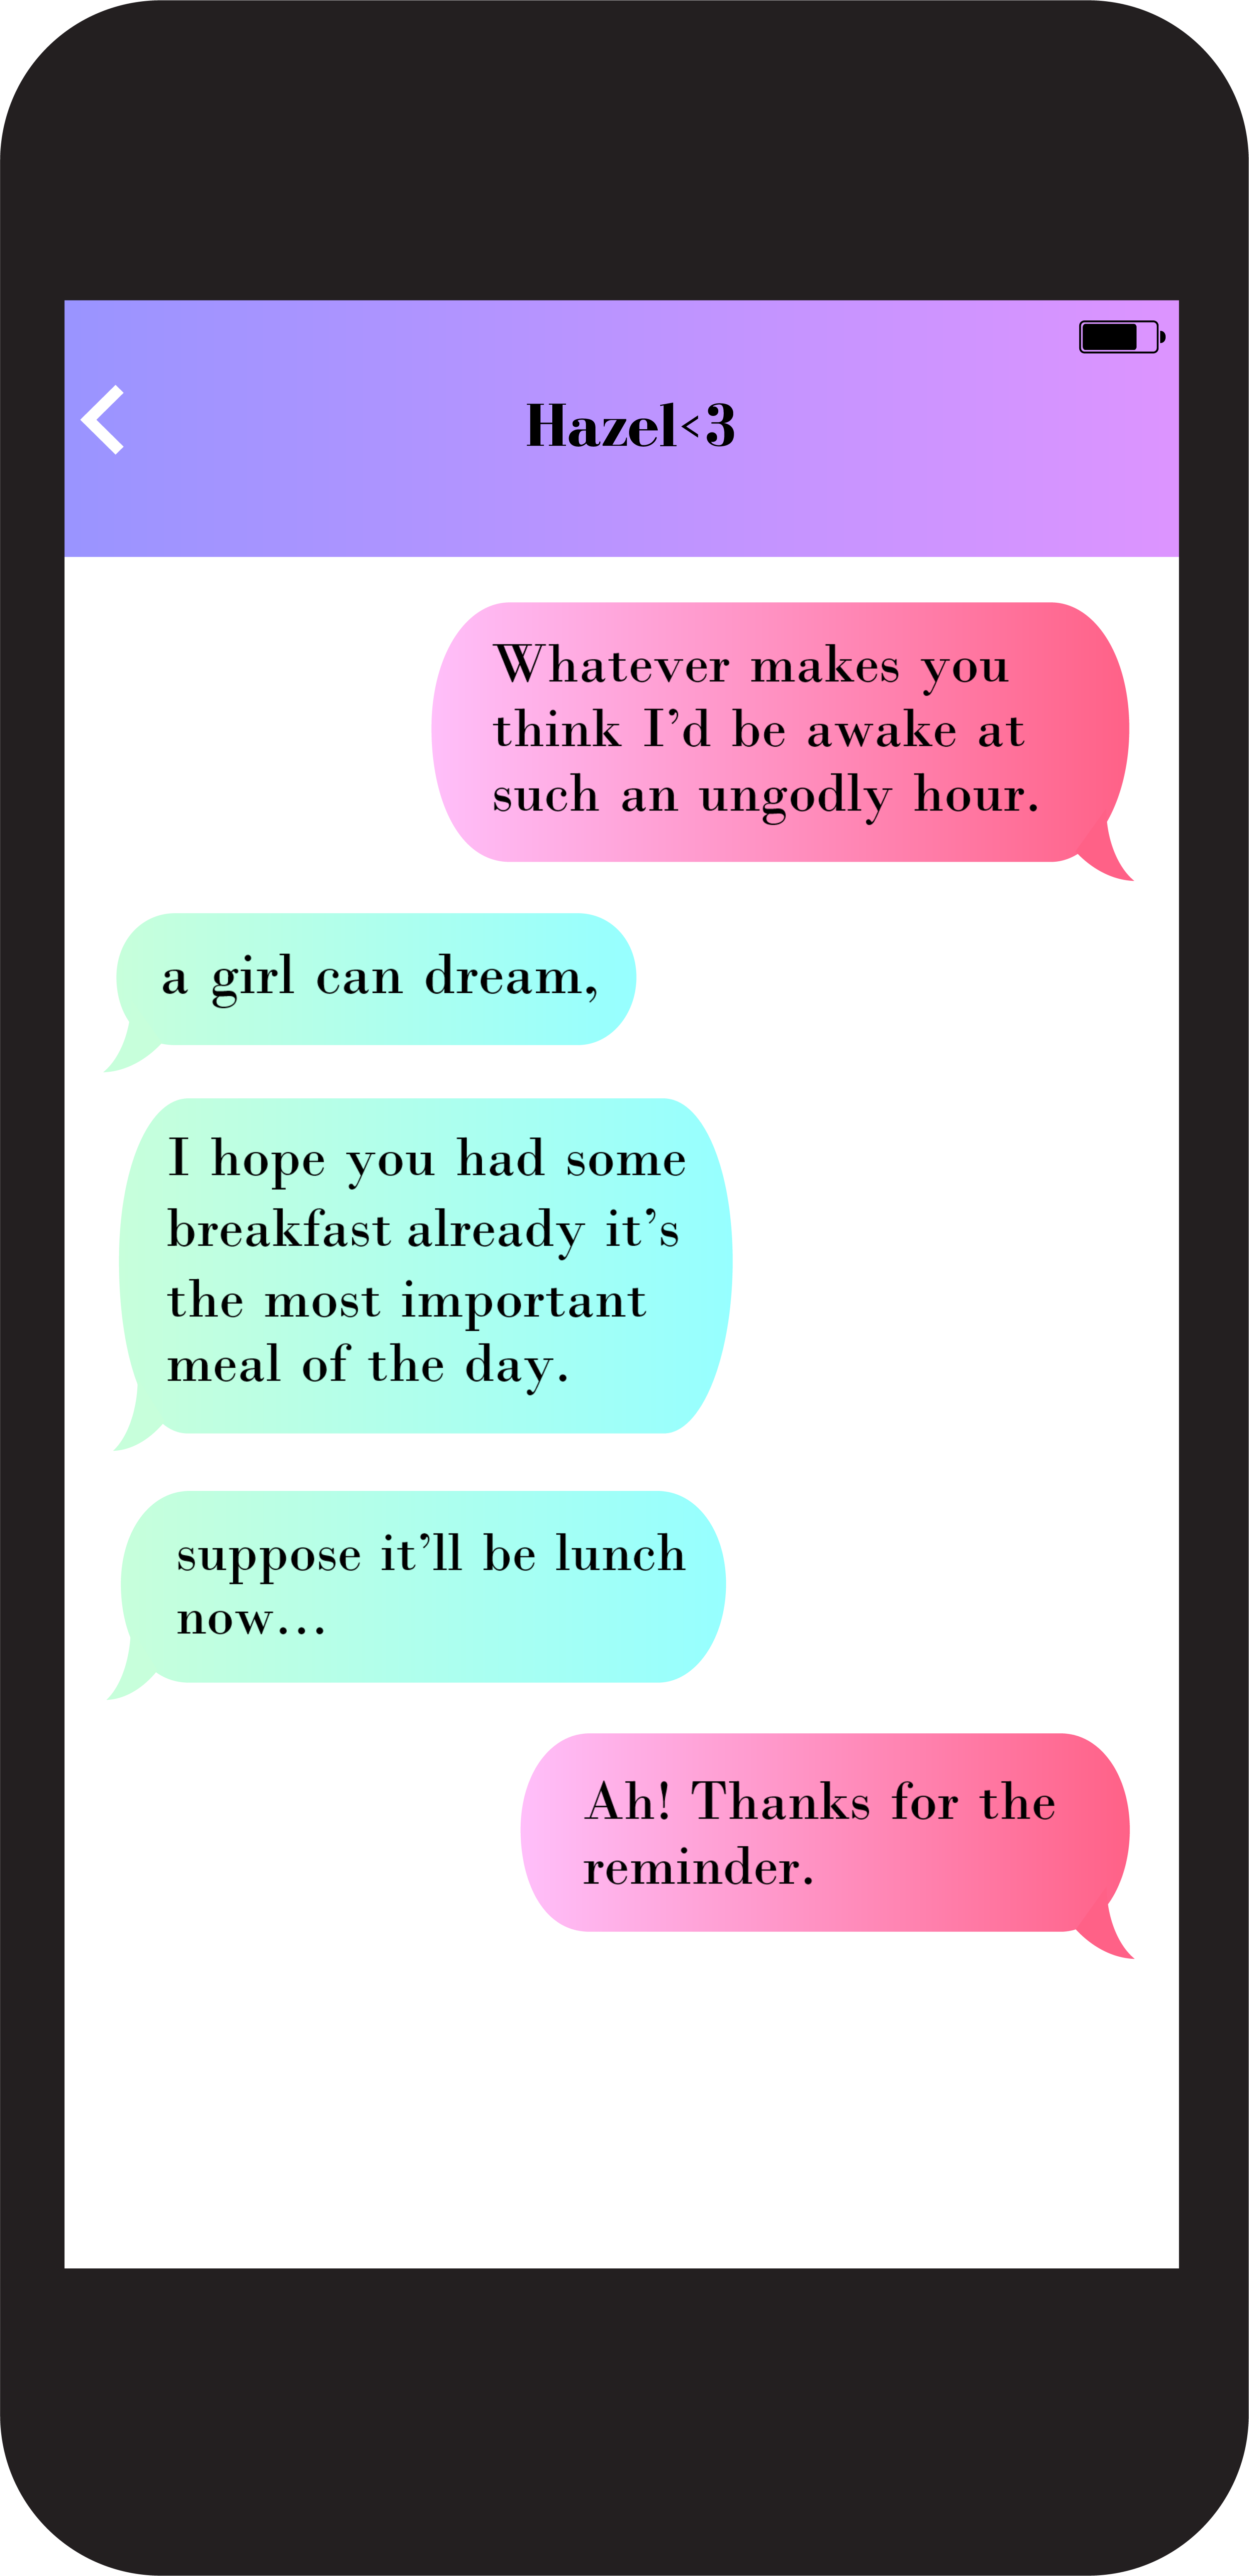 Hazel<3
Whatever makes you
think I’d be awake at
such an ungodly hour.
a girl can dream,
I hope you had some
breakfast already it’s
the most important
meal of the day.
suppose it’ll be lunch
now...
Ah! Thanks for the
reminder.